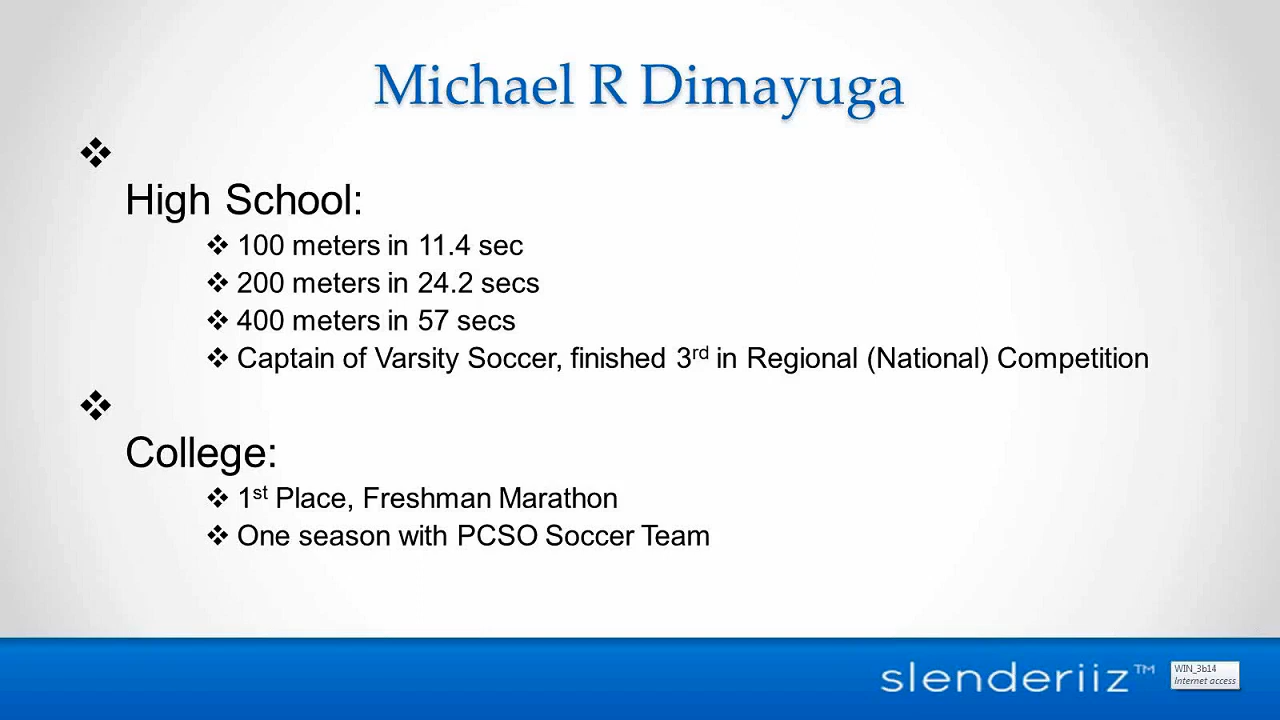 Michael R Dimayuga
❖
High School:
❖ 100 meters in 11.4 sec
❖ 200 meters in 24.2 secs
❖ 400 meters in 57 secs
❖ Captain of Varsity Soccer, finished 3rd in Regional (National) Competition
❖
College:
❖ 1st Place, Freshman Marathon
❖ One season with PCSO Soccer Team
slenderiiz™
WIN_3b14
Internet access